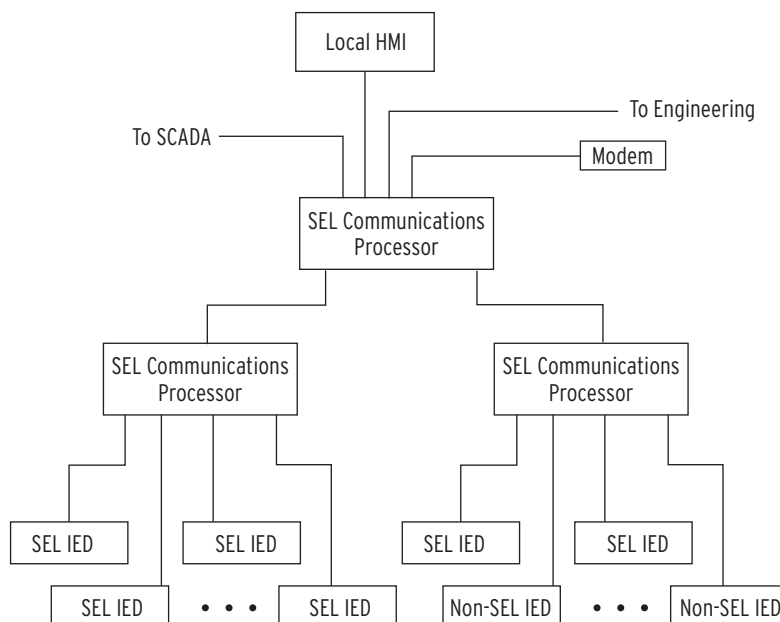 Local HMI
To Engineering
To SCADA
Modem
SEL Communications
Processor
SEL Communications
Processor
SEL Communications
Processor
SEL IED
SEL IED
SEL IED
SEL IED
SEL IED
SEL IED
Non-SEL IED
Non-SEL IED